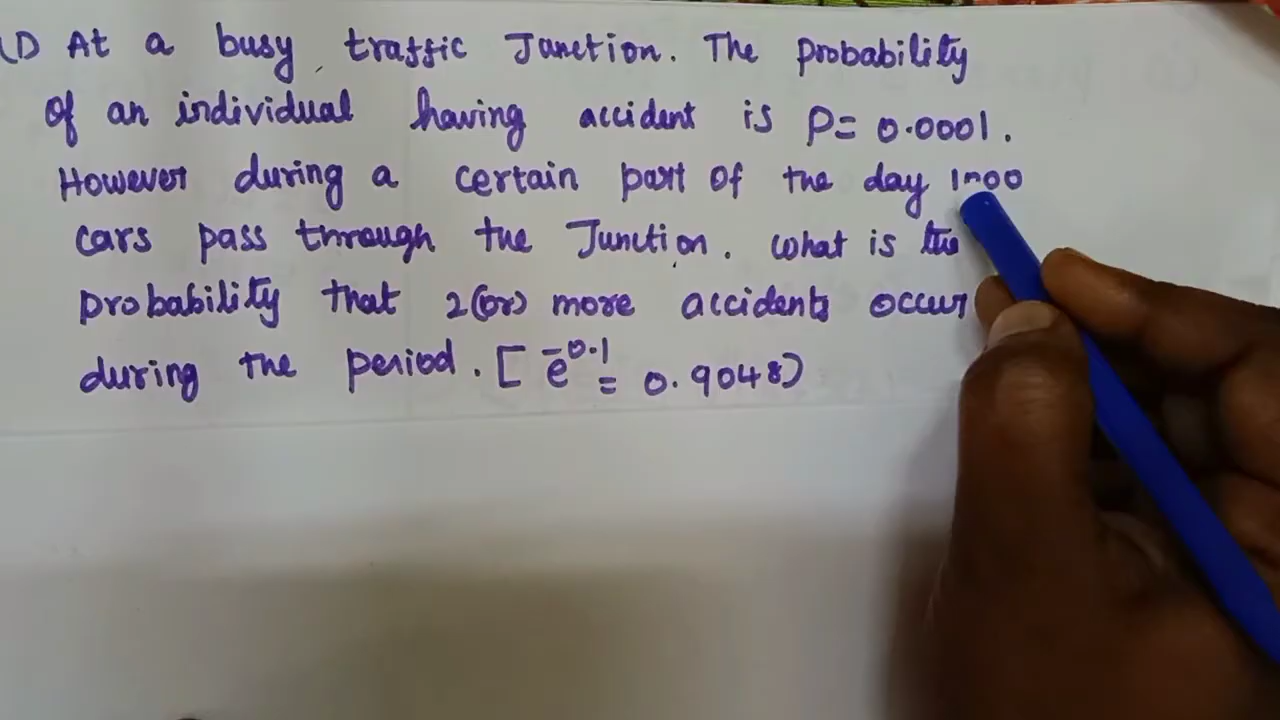 (1) At a busy, traffic Junction. The probability
of an individual having accident is P= 0.0001.
However during a certain part of the day 1000
cars pass through the Junction. what is the
probability that 2(or) more accidents occur
during the period. [ e^-0.1 = 0.9048)